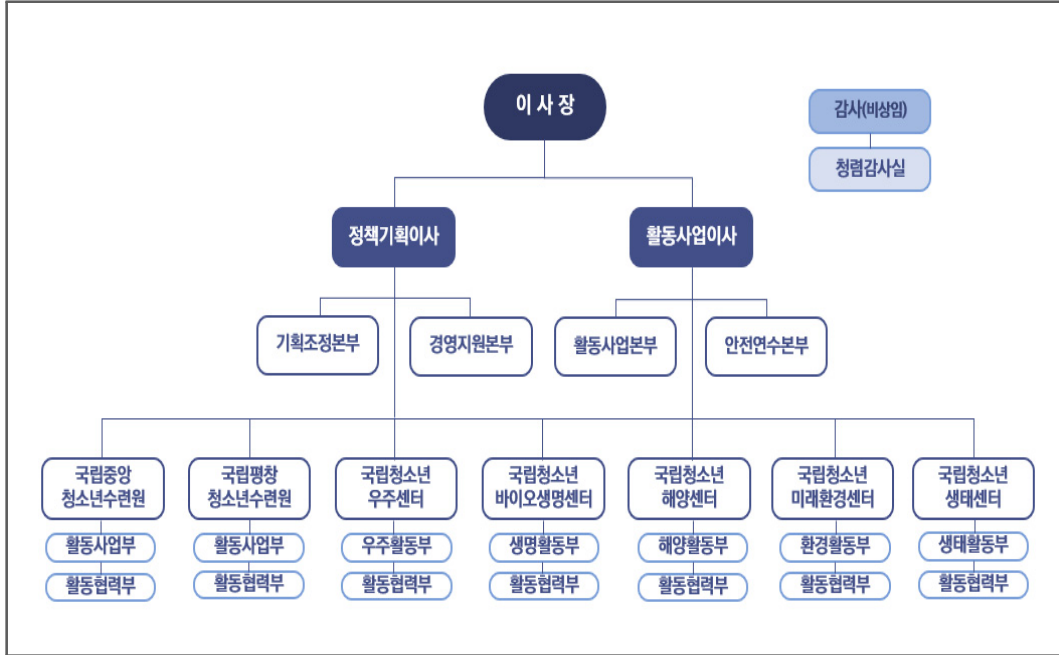 이 사 장
감사(비상임)
청렴감사실
정책기획이사
활동사업이사
기획조정본부
경영지원본부
활동사업본부
안전연수본부
국립중앙
청소년수련원
국립평창
청소년수련원
국립청소년
우주센터
국립청소년
바이오생명센터
국립청소년
해양센터
국립청소년
미래환경센터
국립청소년
생태센터
활동사업부
활동사업부
우주활동부
생명활동부
해양활동부
환경활동부
생태활동부
활동협력부
활동협력부
활동협력부
활동협력부
활동협력부
활동협력부
활동협력부